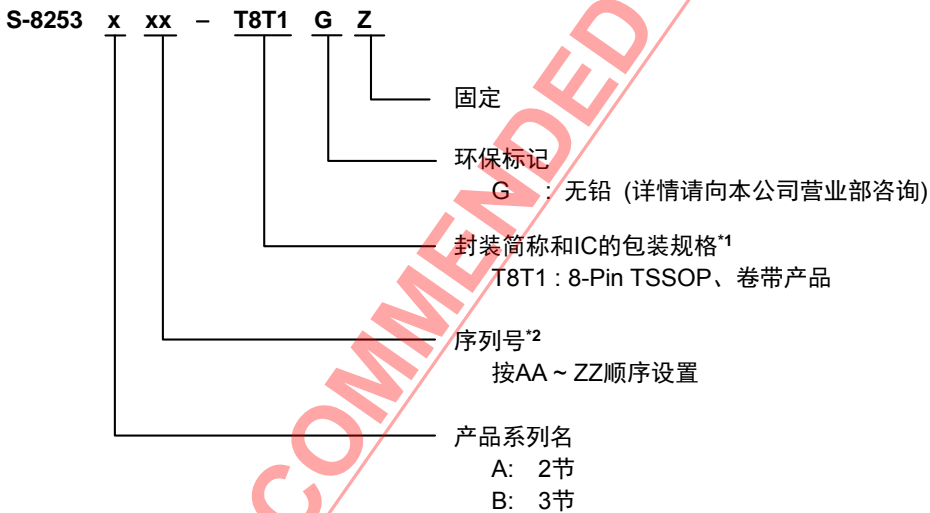 S-8253 x xx – T8T1 G Z
固定
环保标记
G : 无铅 (详情请向本公司营业部咨询)
封装简称和IC的包装规格*1
T8T1 : 8-Pin TSSOP、卷带产品
序列号*2
按AA ~ ZZ顺序设置
产品系列名
A: 2节
B: 3节
COMMENDED